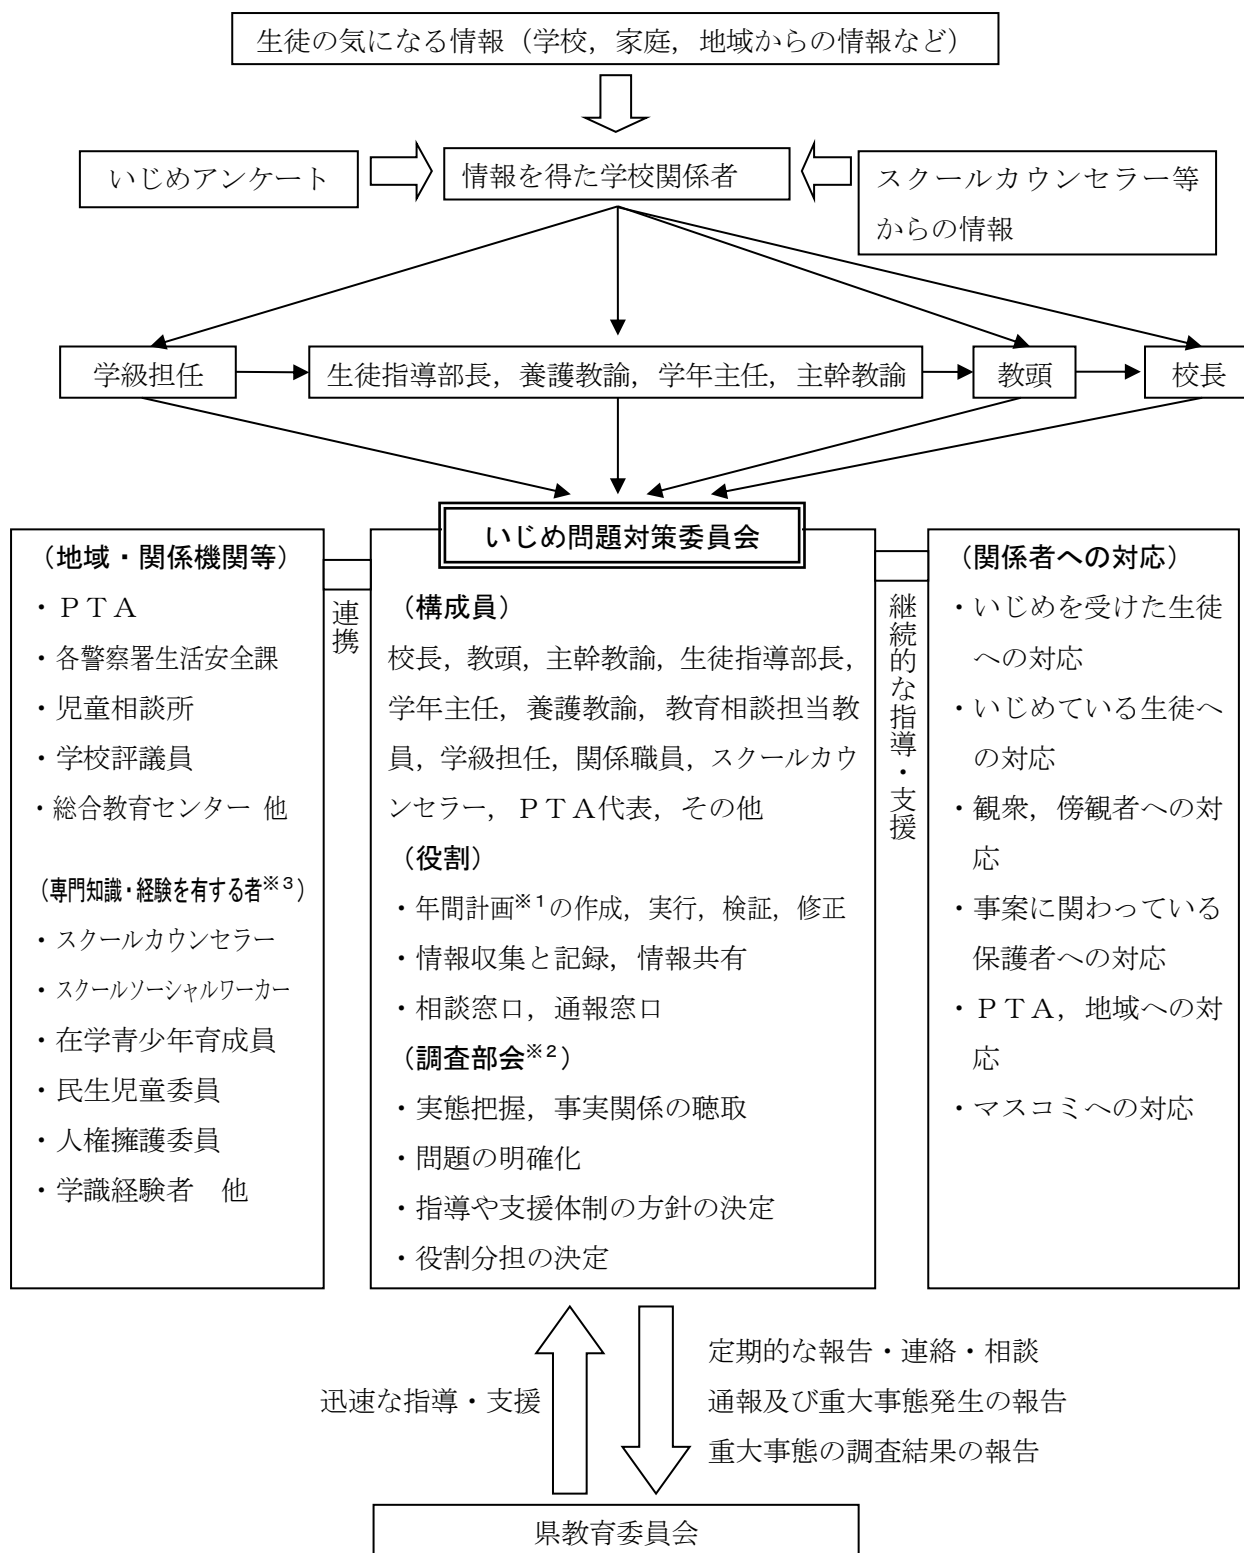 生徒の気になる情報（学校，家庭，地域からの情報など）
いじめアンケート
情報を得た学校関係者
スクールカウンセラー等
からの情報
学級担任
生徒指導部長，養護教諭，学年主任，主幹教諭
教頭
校長
いじめ問題対策委員会
（地域・関係機関等）
・ＰＴＡ
・各警察署生活安全課
・児童相談所
・学校評議員
・総合教育センター 他
（専門知識・経験を有する者※３）
・スクールカウンセラー
・スクールソーシャルワーカー
・在学青少年育成員
・民生児童委員
・人権擁護委員
・学識経験者　他
連携
（構成員）
校長，教頭，主幹教諭，生徒指導部長，
学年主任，養護教諭，教育相談担当教
員，学級担任，関係職員，スクールカウ
ンセラー，ＰＴＡ代表，その他
（役割）
・年間計画※１の作成，実行，検証，修正
・情報収集と記録，情報共有
・相談窓口，通報窓口
（調査部会※２）
・実態把握，事実関係の聴取
・問題の明確化
・指導や支援体制の方針の決定
・役割分担の決定
継続的な指導・支援
（関係者への対応）
・いじめを受けた生徒
への対応
・いじめている生徒へ
の対応
・観衆，傍観者への対
応
・事案に関わっている
保護者への対応
・ＰＴＡ，地域への対
応
・マスコミへの対応
迅速な指導・支援
定期的な報告・連絡・相談
通報及び重大事態発生の報告
重大事態の調査結果の報告
県教育委員会